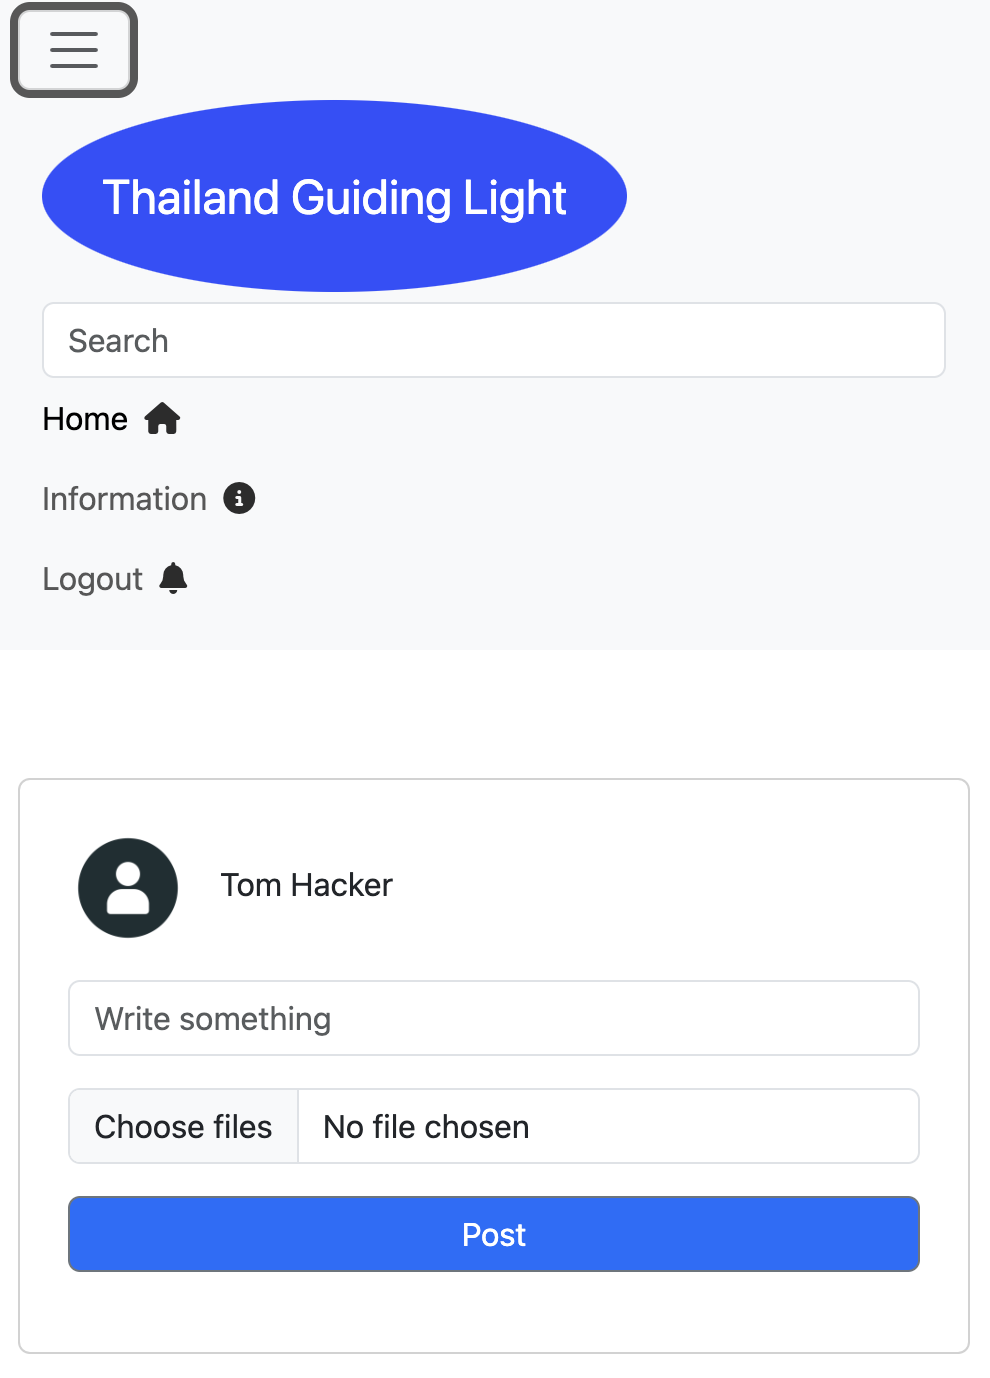 Thailand Guiding Light
Search
Home
Information
Logout
Tom Hacker
Write something
Choose files No file chosen
Post